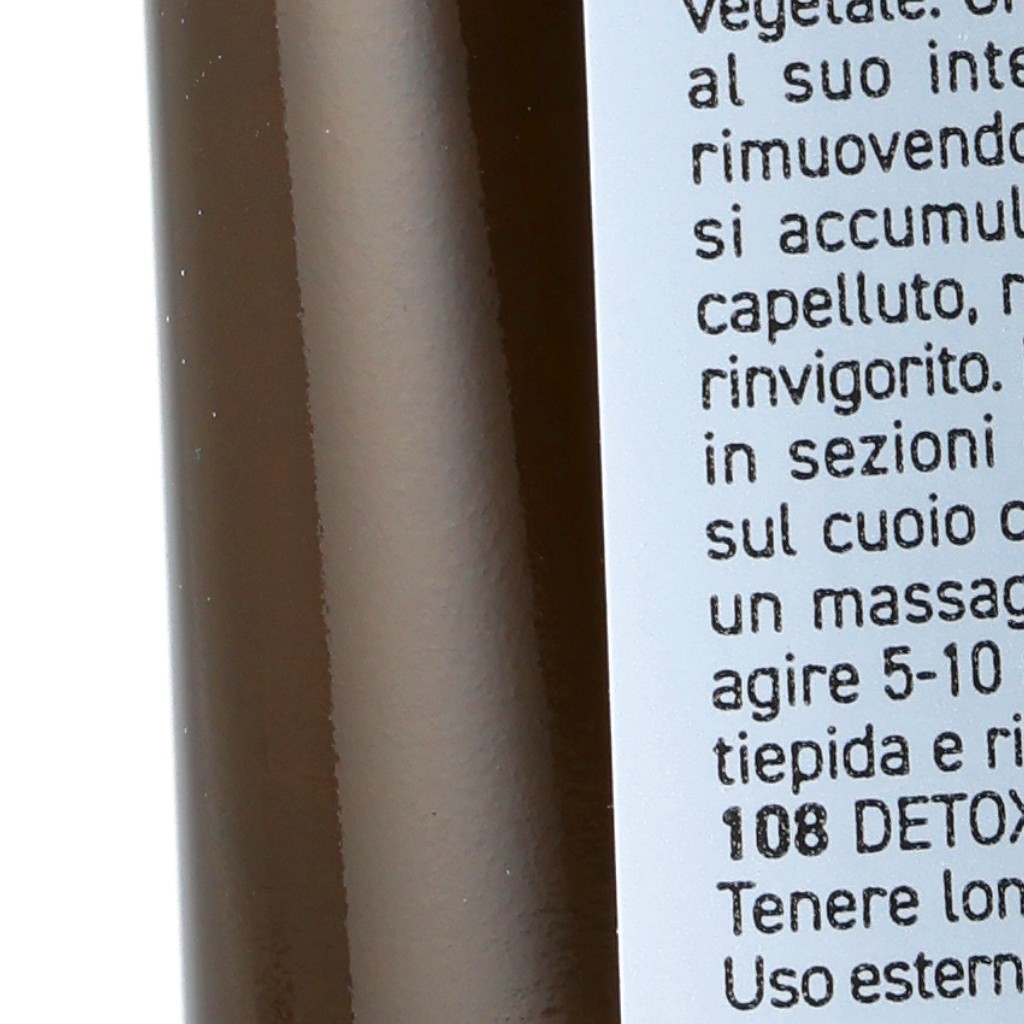 vegetale.
al suo inte
rimuovendo
si accumul
capelluto,
rinvigorito.
in sezioni
sul cuoio c
un massag
agire 5-10
tiepida e ri
108 DETOX
Tenere lon
Uso estern